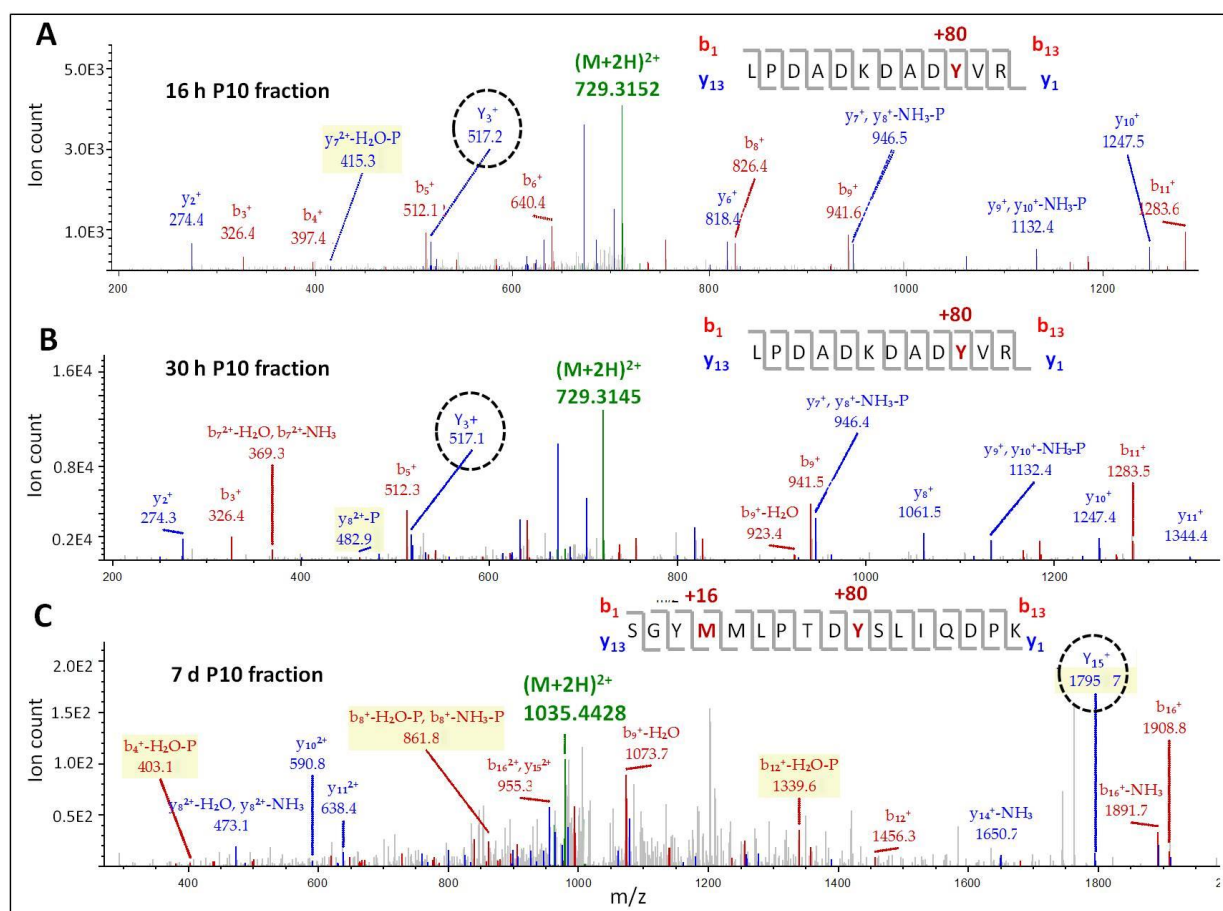 A
+80
b₁ LPDADKDADYVR b₁₃
y₁₃ y₁
16 h P10 fraction
(M+2H)²⁺
729.3152
Ion count
5.0E3
3.0E3
1.0E3
y₂⁺
274.4
b₃⁺
326.4
b₄⁺
397.4
y₇²⁺-H₂O-P
415.3
b₅⁺
512.1
Y₃⁺
517.2
b₆⁺
640.4
y₆⁺
818.4
b₈⁺
826.4
b₉⁺
941.6
y₇⁺, y₈⁺-NH₃-P
946.5
y₉⁺, y₁₀⁺-NH₃-P
1132.4
y₁₀⁺
1247.5
b₁₁⁺
1283.6
200 400 600 800 1000 1200
B
+80
b₁ LPDADKDADYVR b₁₃
y₁₃ y₁
30 h P10 fraction
(M+2H)²⁺
729.3145
Ion count
1.6E4
0.8E4
0.2E4
y₂⁺
274.3
b₃⁺
326.4
b₇²⁺-H₂O, b₇²⁺-NH₃
369.3
y₈²⁺-P
482.9
b₅⁺
512.3
Y₃+
517.1
b₉⁺-H₂O
923.4
b₉⁺
941.5
y₇⁺, y₈⁺-NH₃-P
946.4
y₈⁺
1061.5
y₉⁺, y₁₀⁺-NH₃-P
1132.4
y₁₀⁺
1247.4
b₁₁⁺
1283.5
y₁₁⁺
1344.4
200 400 600 800 1000 1200
C
+16 +80
b₁ SGYMMLPTDYSLIQDPK b₁₃
y₁₃ y₁
7 d P10 fraction
(M+2H)²⁺
1035.4428
Ion count
2.0E2
1.5E2
1.0E2
0.5E2
b₄⁺-H₂O-P
403.1
y₈²⁺-H₂O, y₈²⁺-NH₃
473.1
y₁₀²⁺
590.8
y₁₁²⁺
638.4
b₈⁺-H₂O-P, b₈⁺-NH₃-P
861.8
b₁₆²⁺, y₁₅²⁺
955.3
b₉⁺-H₂O
1073.7
b₁₂⁺-H₂O-P
1339.6
b₁₂⁺
1456.3
y₁₄⁺-NH₃
1650.7
Y₁₅⁺
1795 7
b₁₆⁺-NH₃
1891.7
b₁₆⁺
1908.8
400 600 800 1000 1200 1400 1600 1800
m/z